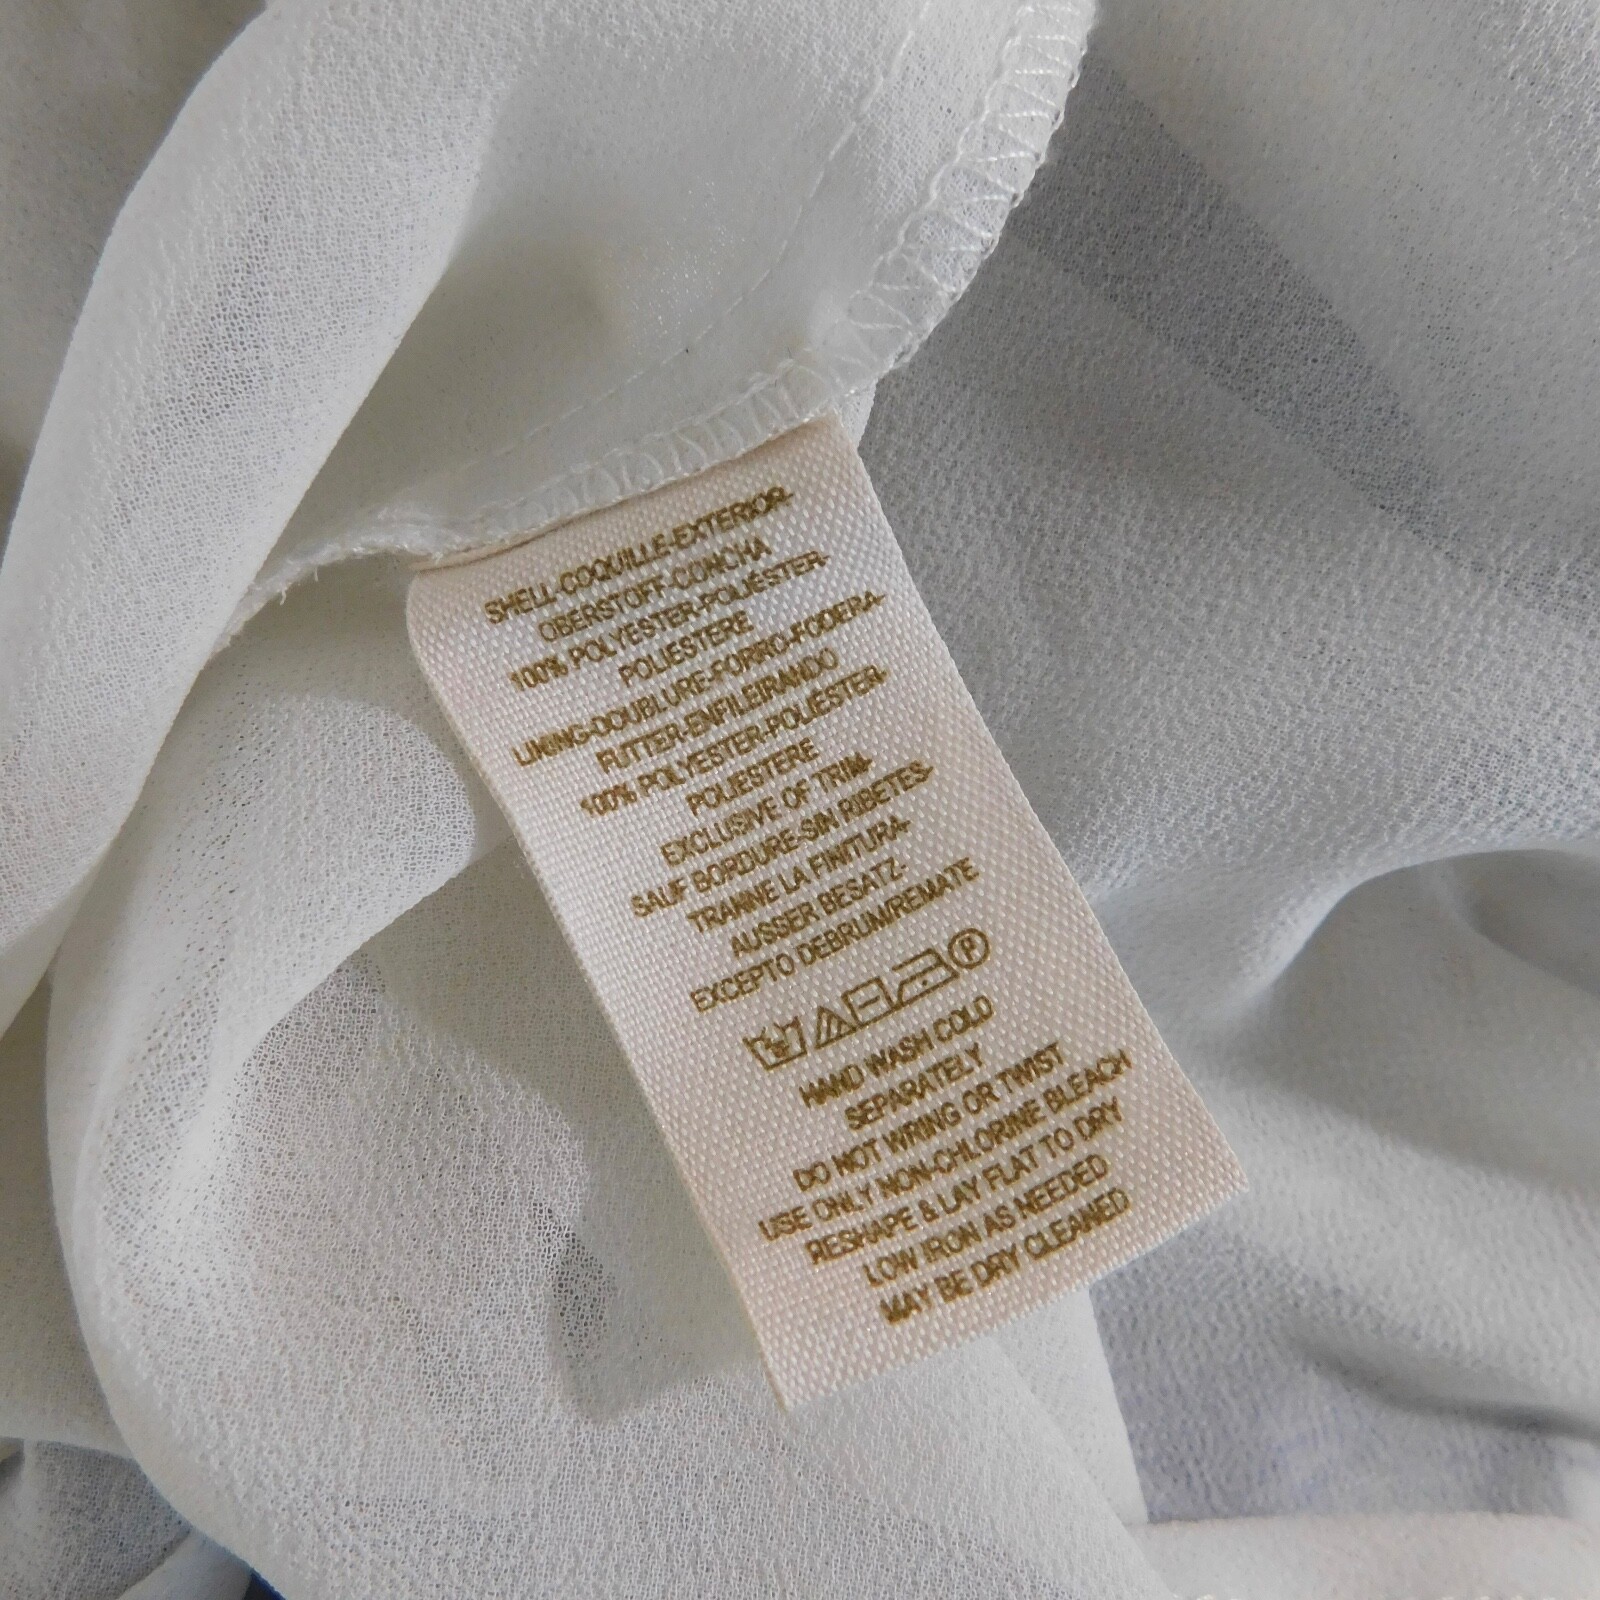 SHELL-COQUILLE-EXTERIOR-
OBERSTOFF-CONCHA
100% POLYESTER-POLIÉSTER-
POLIESTERE
LINING-DOUBLURE-FORRO-FODERA-
FUTTER-ENFILEIRANDO
100% POLYESTER-POLIÉSTER-
POLIESTERE
EXCLUSIVE OF TRIM-
SAUF BORDURE-SIN RIBETES-
TRANNE LA FINITURA-
AUSSER BESATZ-
EXCEPTO DEBRUM/REMATE
P
HAND WASH COLD
SEPARATELY
DO NOT WRING OR TWIST
USE ONLY NON-CHLORINE BLEACH
RESHAPE & LAY FLAT TO DRY
LOW IRON AS NEEDED
MAY BE DRY CLEANED